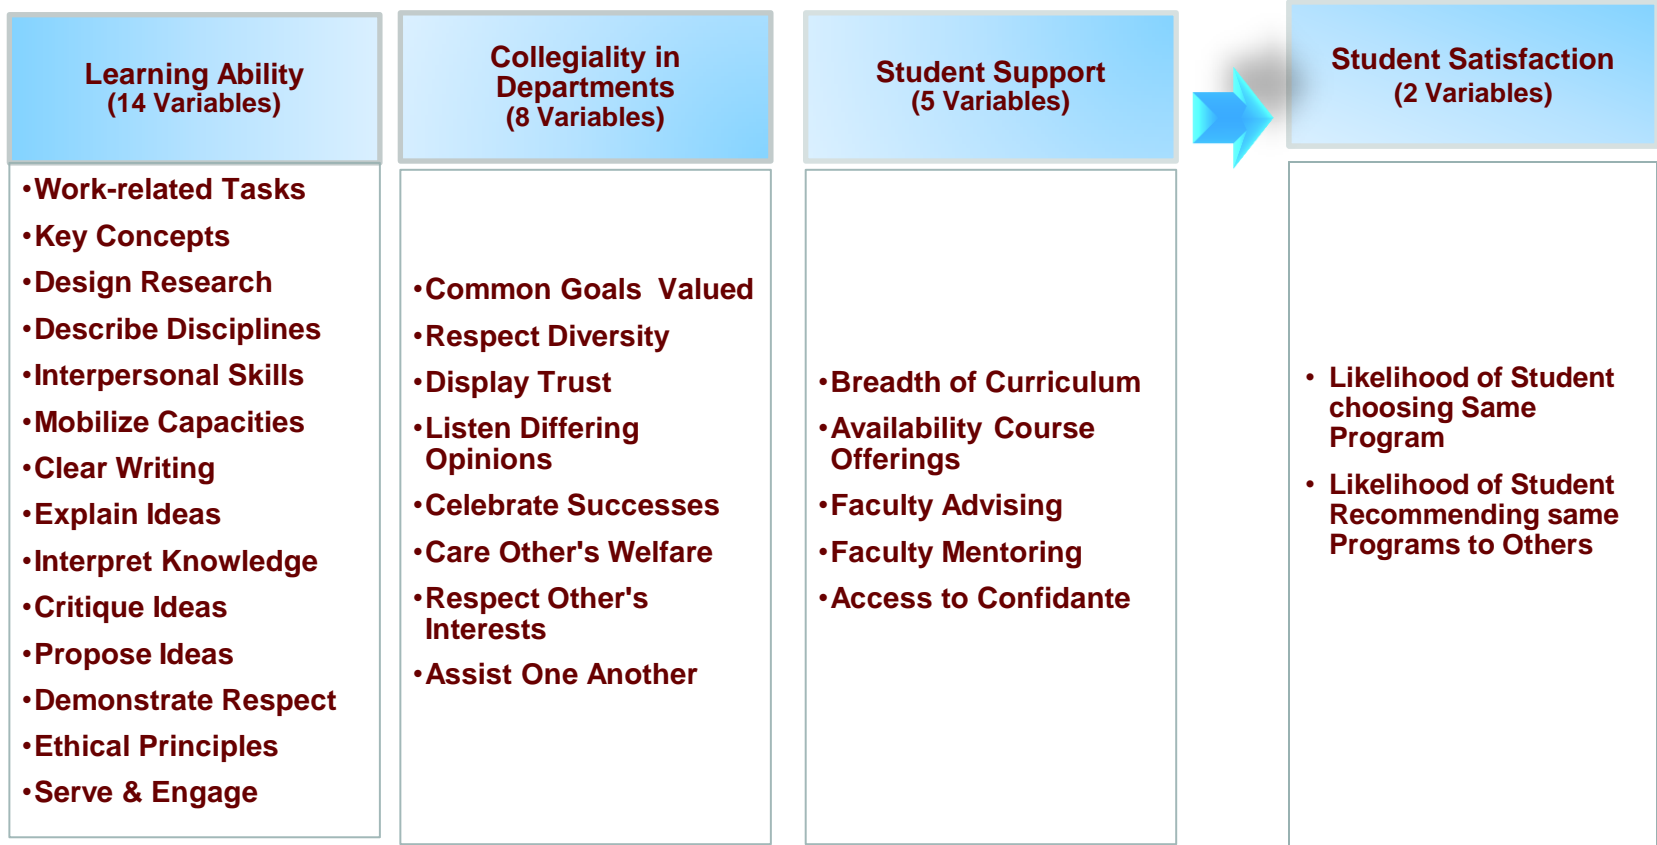 Learning Ability
(14 Variables)
•Work-related Tasks
•Key Concepts
•Design Research
•Describe Disciplines
•Interpersonal Skills
•Mobilize Capacities
•Clear Writing
•Explain Ideas
•Interpret Knowledge
•Critique Ideas
•Propose Ideas
•Demonstrate Respect
•Ethical Principles
•Serve & Engage
Collegiality in
Departments
(8 Variables)
•Common Goals  Valued
•Respect Diversity
•Display Trust
•Listen Differing
Opinions
•Celebrate Successes
•Care Other's Welfare
•Respect Other's
Interests
•Assist One Another
Student Support
(5 Variables)
•Breadth of Curriculum
•Availability Course
Offerings
•Faculty Advising
•Faculty Mentoring
•Access to Confidante
Student Satisfaction
(2 Variables)
• Likelihood of Student
choosing Same
Program
• Likelihood of Student
Recommending same
Programs to Others